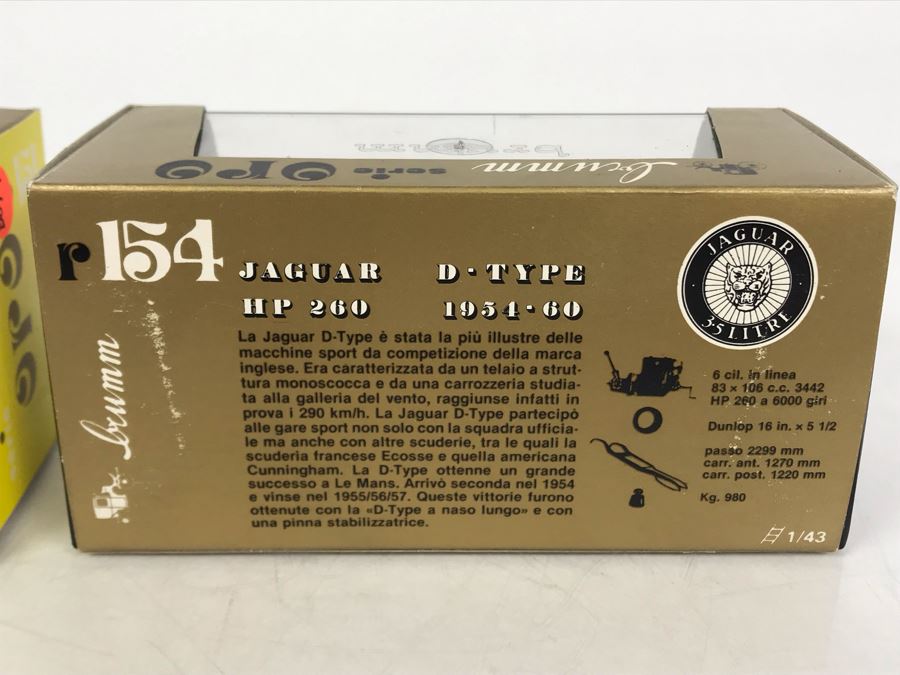 brumm
serie oro
brumm
r154
JAGUAR D-TYPE
HP 260 1954-60
La Jaguar D-Type è stata la più illustre delle
macchine sport da competizione della marca
inglese. Era caratterizzata da un telaio a strut-
tura monoscocca e da una carrozzeria studia-
ta alla galleria del vento, raggiunse infatti in
prova i 290 km/h. La Jaguar D-Type partecipò
alle gare sport non solo con la squadra ufficia-
le ma anche con altre scuderie, tra le quali la
scuderia francese Ecosse e quella americana
Cunningham. La D-Type ottenne un grande
successo a Le Mans. Arrivò seconda nel 1954
e vinse nel 1955/56/57. Queste vittorie furono
ottenute con la «D-Type a naso lungo» e con
una pinna stabilizzatrice.
brumm
JAGUAR
3·5 LITRE
6 cil. in linea
83 × 106 c.c. 3442
HP 260 a 6000 giri
Dunlop 16 in. × 5 1/2
passo 2299 mm
carr. ant. 1270 mm
carr. post. 1220 mm
Kg. 980
1/43